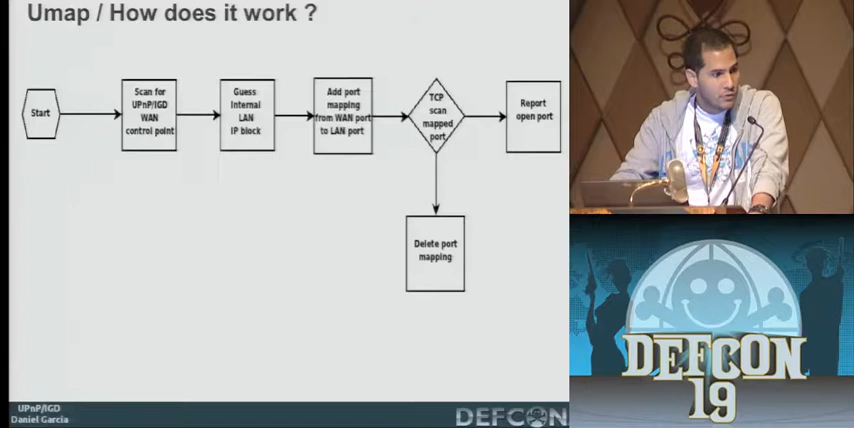 Umap / How does it work ?
Start
Scan for
UPnP/IGD
WAN
control point
Guess
Internal
LAN
IP block
Add port
mapping
from WAN port
to LAN port
TCP
scan
mapped
port
Report
open port
Delete port
mapping
UPnP/IGD
Daniel Garcia
DEFCON
DEFCON
19